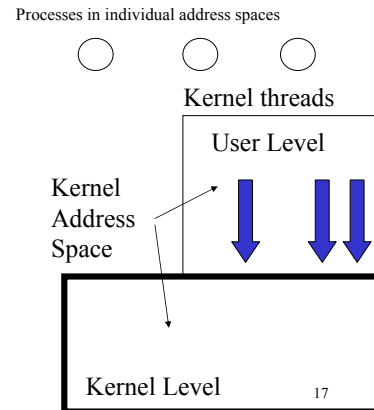 Processes in individual address spaces
Kernel threads
User Level
Kernel
Address
Space
Kernel Level
17